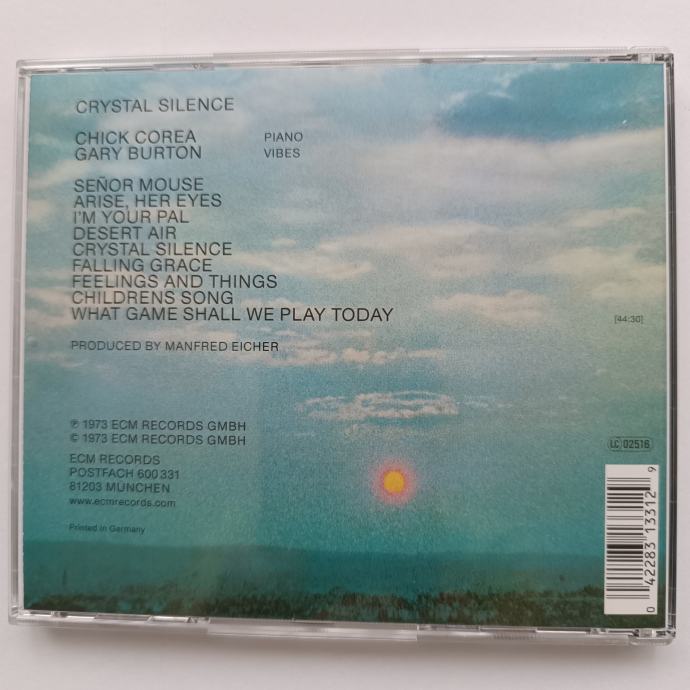 CRYSTAL SILENCE
CHICK COREA PIANO
GARY BURTON VIBES
SEÑOR MOUSE
ARISE, HER EYES
I'M YOUR PAL
DESERT AIR
CRYSTAL SILENCE
FALLING GRACE
FEELINGS AND THINGS
CHILDRENS SONG
WHAT GAME SHALL WE PLAY TODAY
[44:30]
PRODUCED BY MANFRED EICHER
℗ 1973 ECM RECORDS GMBH
© 1973 ECM RECORDS GMBH
ECM RECORDS
POSTFACH 600 331
81203 MÜNCHEN
www.ecmrecords.com
Printed in Germany
LC 02516
0 42283 13312 9